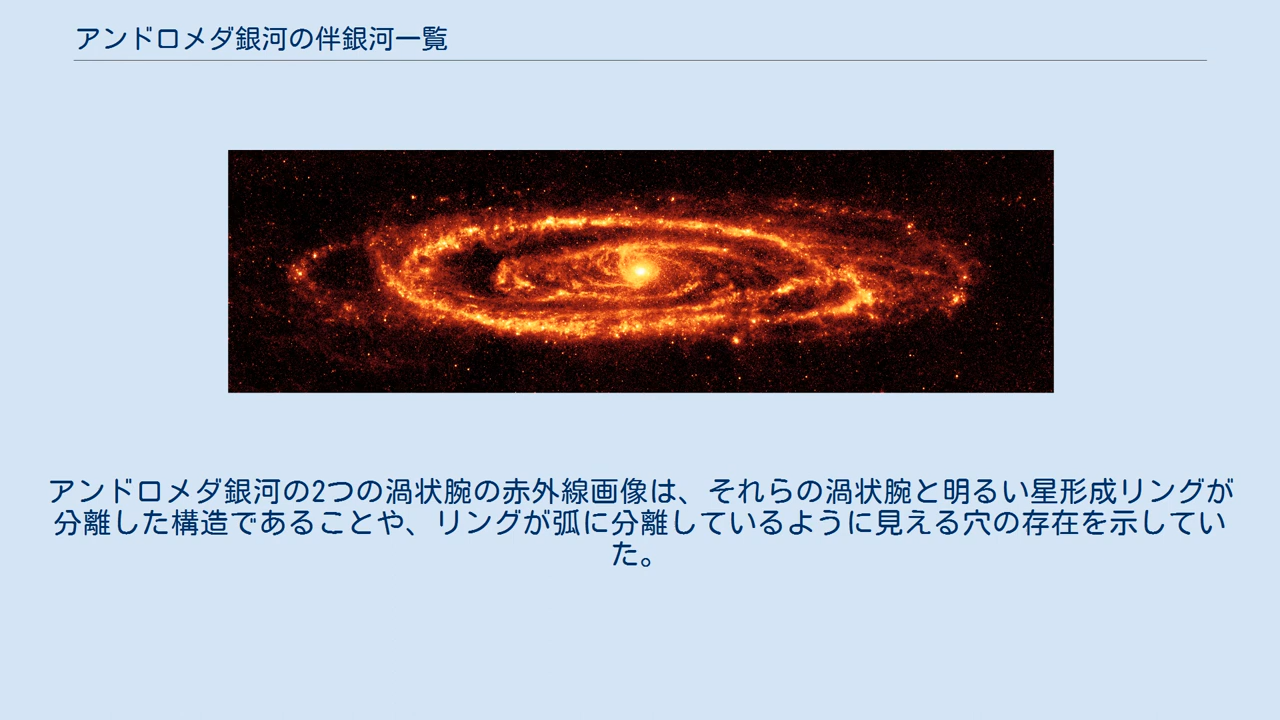 アンドロメダ銀河の伴銀河一覧
アンドロメダ銀河の2つの渦状腕の赤外線画像は、それらの渦状腕と明るい星形成リングが
分離した構造であることや、リングが弧に分離しているように見える穴の存在を示してい
た。